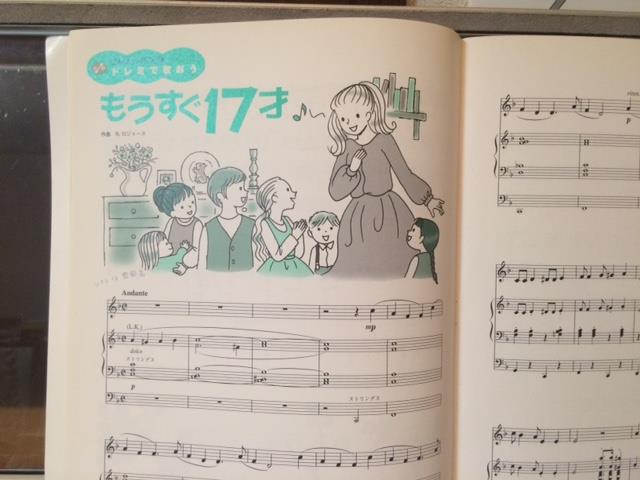 ドレミで歌おう
もうすぐ17才
作曲 R. ロジャース
Andante
mp
(L.K.)
dolce
ストリングス
p
ストリングス
p